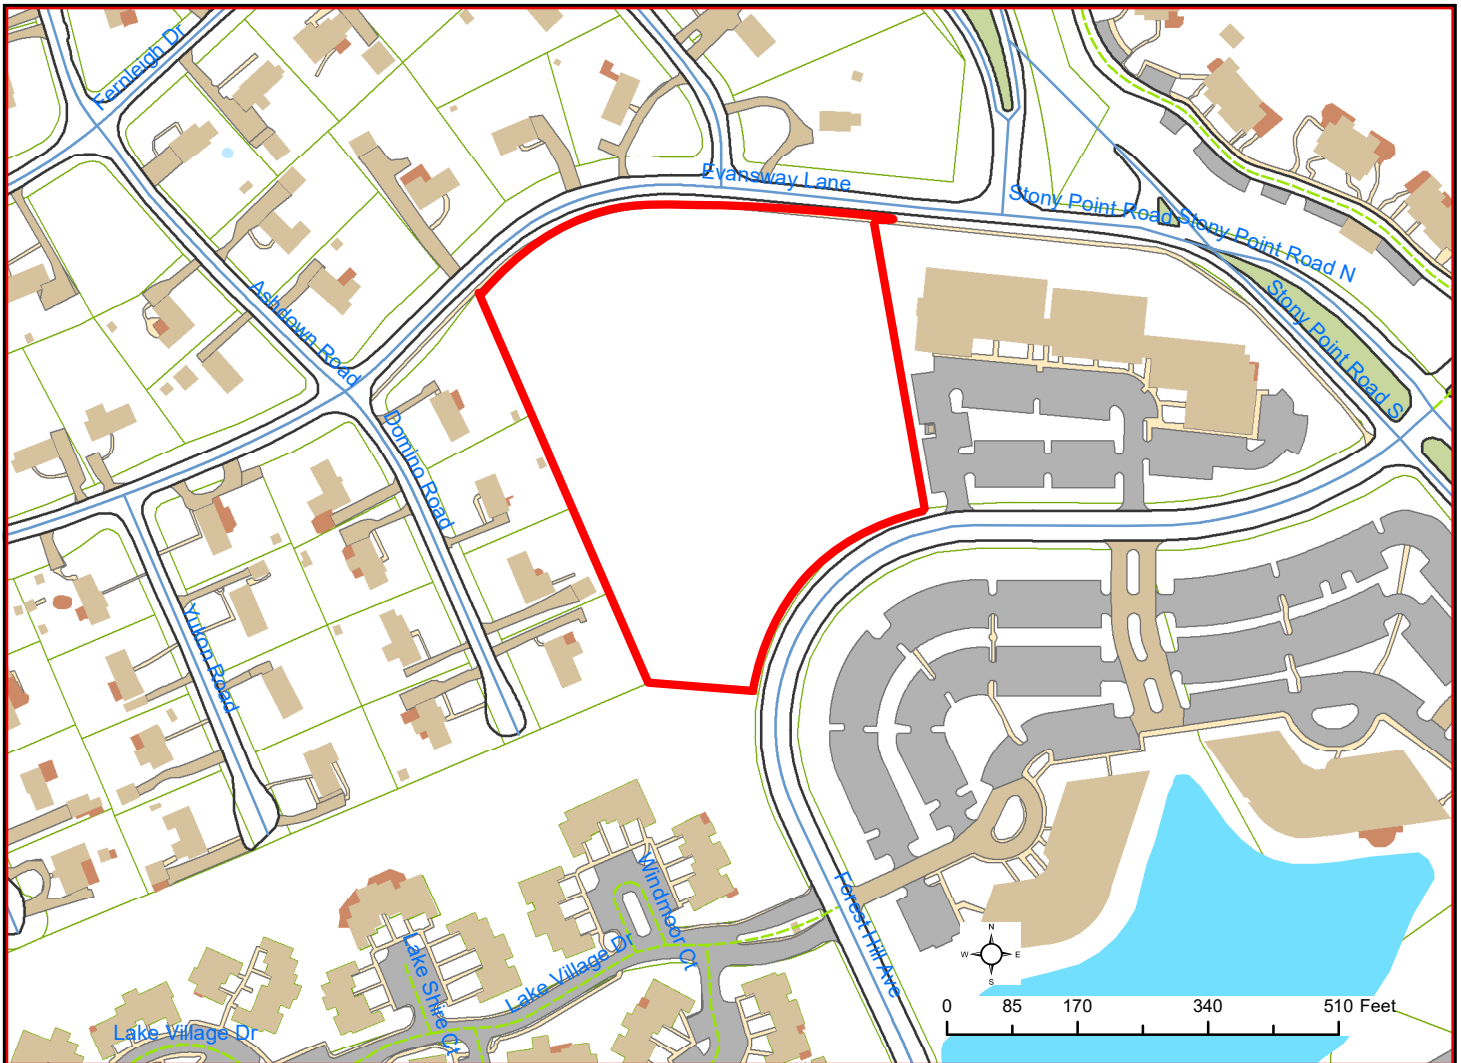 Fernleigh Dr
Evansway Lane
Stony Point Road
Stony Point Road N
Stony Point Road S
Ashdown Road
Domino Road
Yukon Road
Windmoor Ct
Forest Hill Ave
Lake Shire Ct
Lake Village Dr
Lake Village Dr
N
W E
S
0 85 170 340 510 Feet